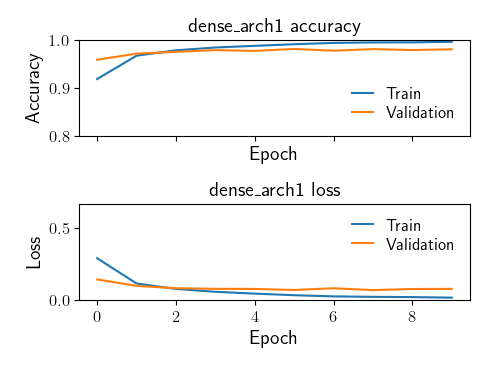 dense_arch1 accuracy
1.0
0.9
0.8
Accuracy
Train
Validation
Epoch
dense_arch1 loss
0.5
0.0
Loss
Train
Validation
0 2 4 6 8
Epoch